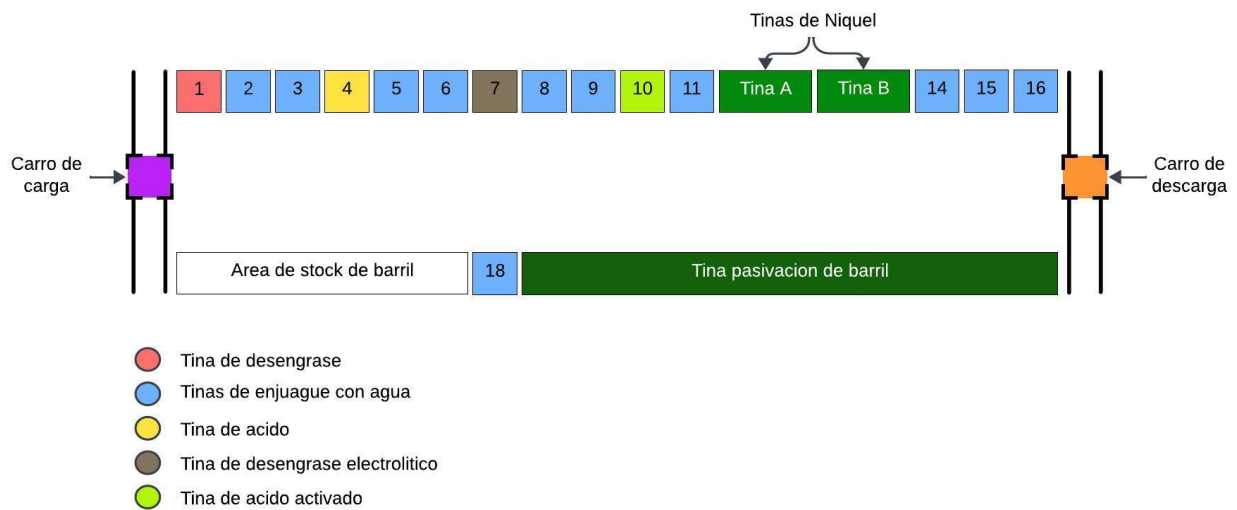 Tinas de Niquel
1 2 3 4 5 6 7 8 9 10 11 Tina A Tina B 14 15 16
Carro de
carga
Carro de
descarga
Area de stock de barril 18 Tina pasivacion de barril
Tina de desengrase
Tinas de enjuague con agua
Tina de acido
Tina de desengrase electrolitico
Tina de acido activado